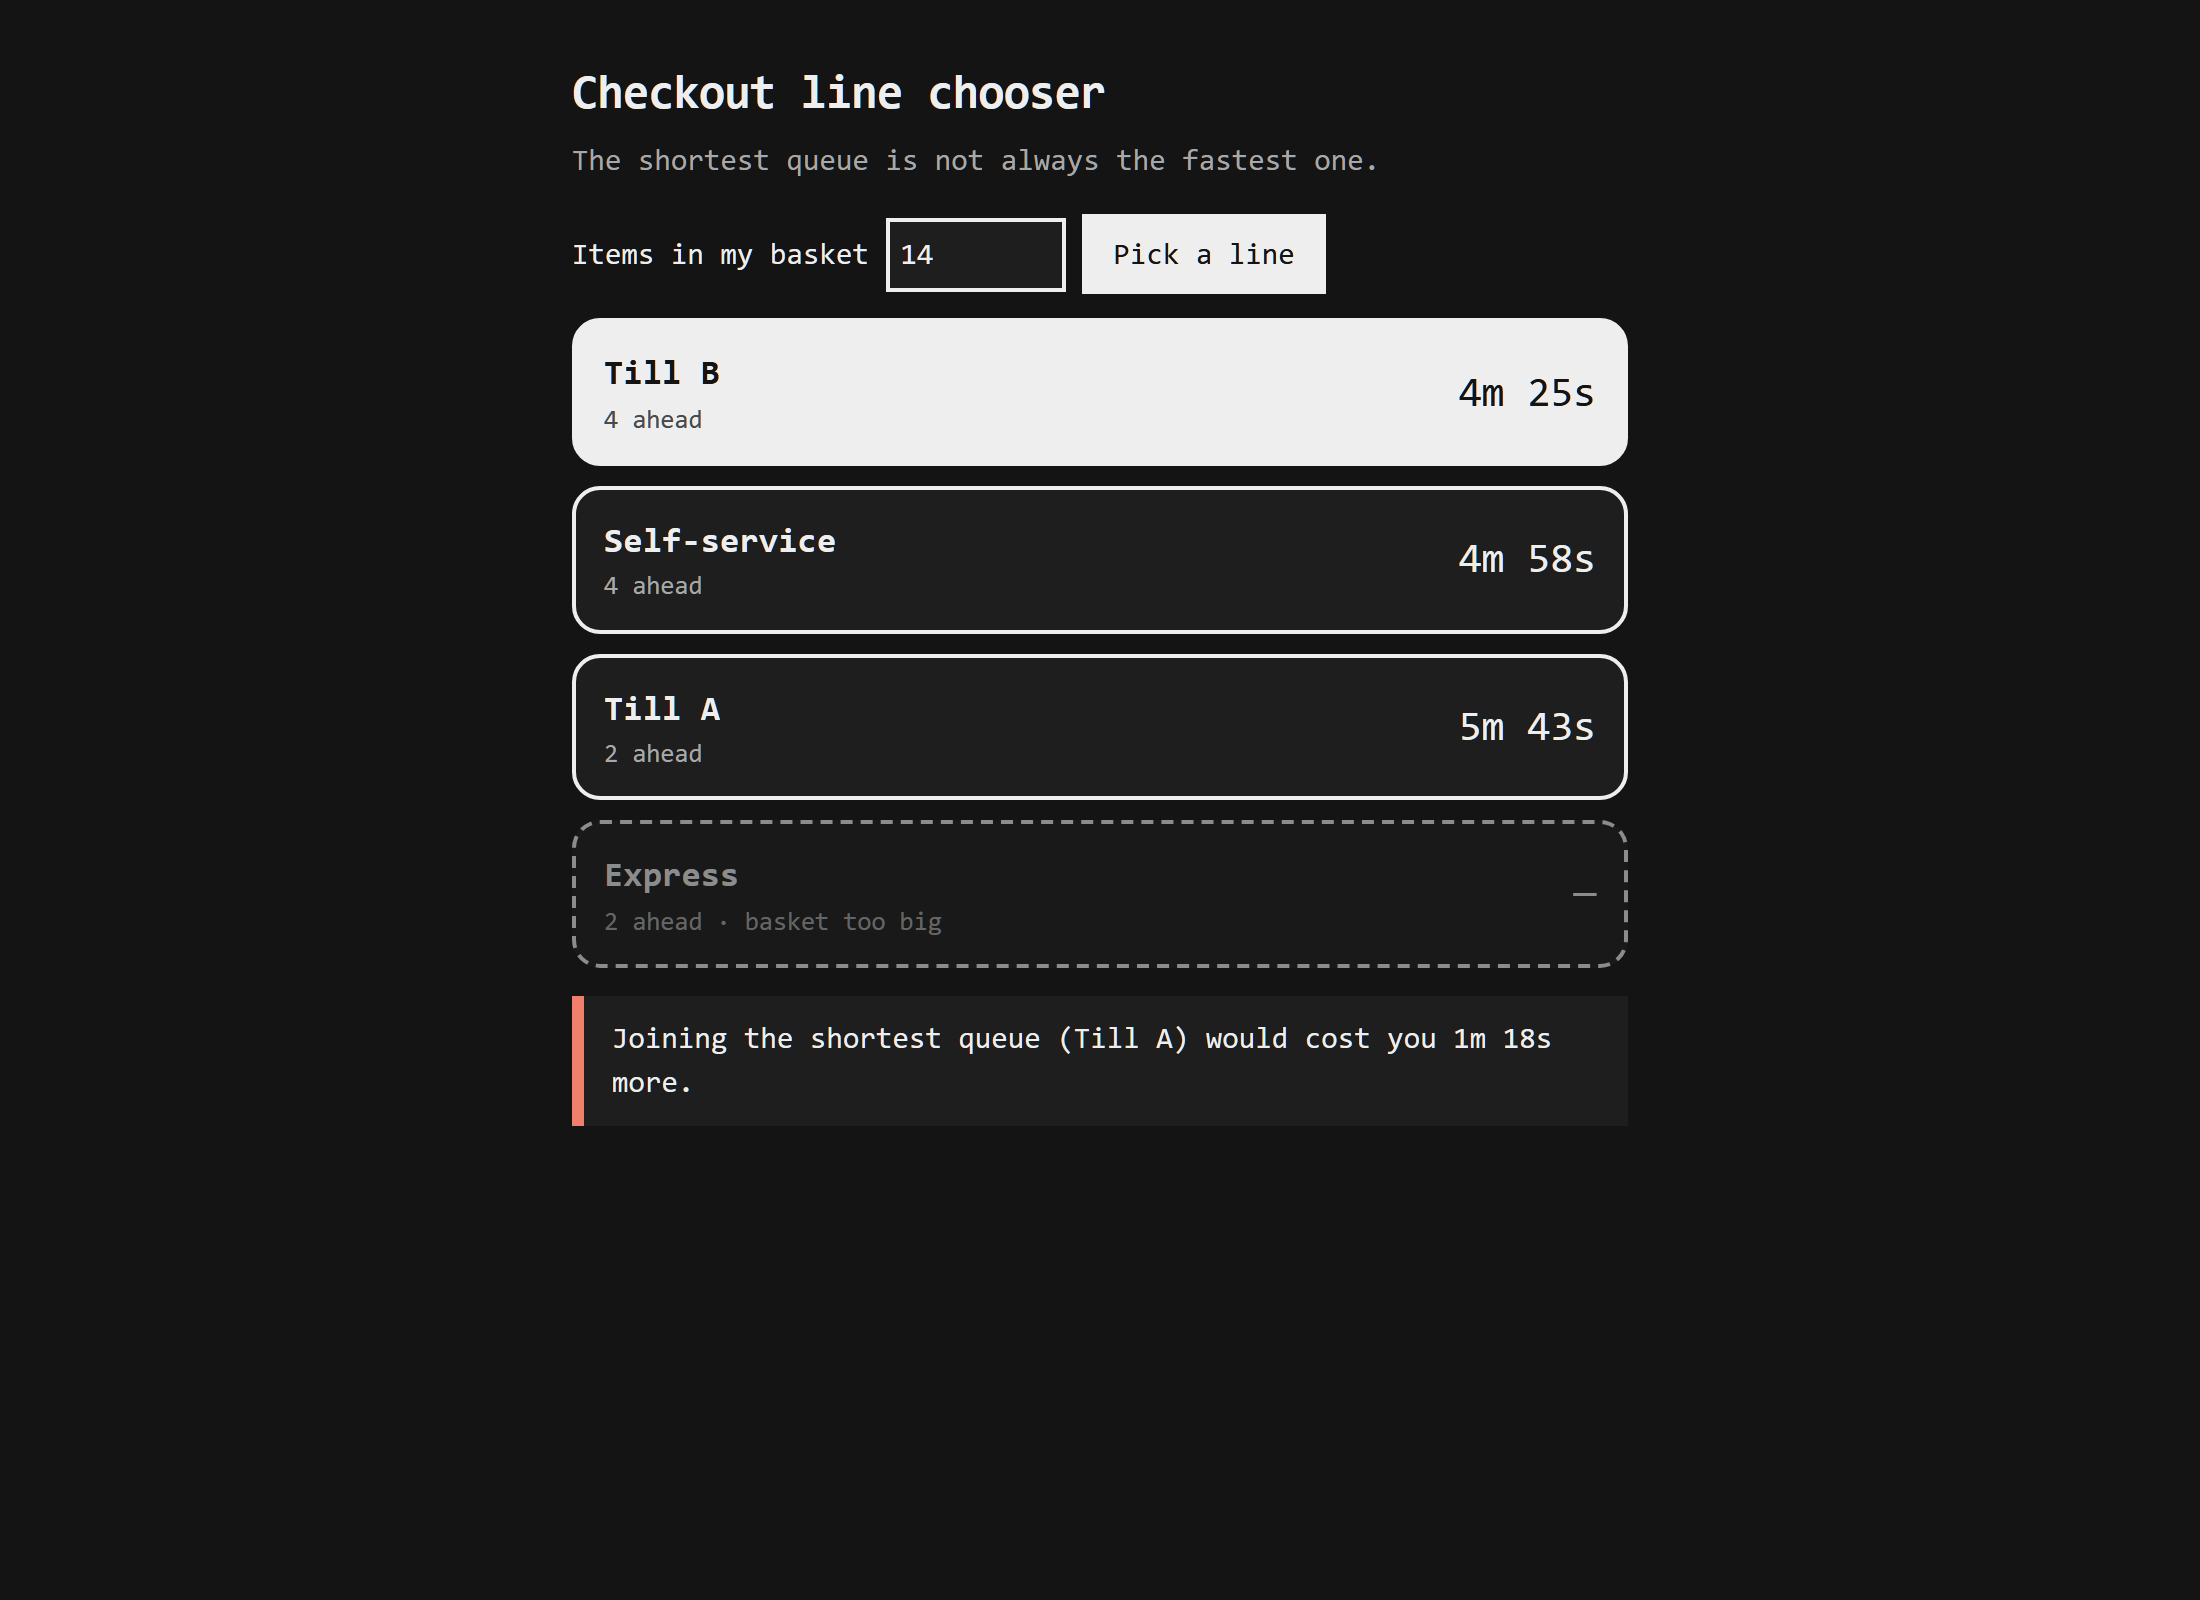 Checkout line chooser
The shortest queue is not always the fastest one.
Items in my basket 14 Pick a line
Till B
4 ahead
4m 25s
Self-service
4 ahead
4m 58s
Till A
2 ahead
5m 43s
Express
2 ahead · basket too big
—
Joining the shortest queue (Till A) would cost you 1m 18s
more.